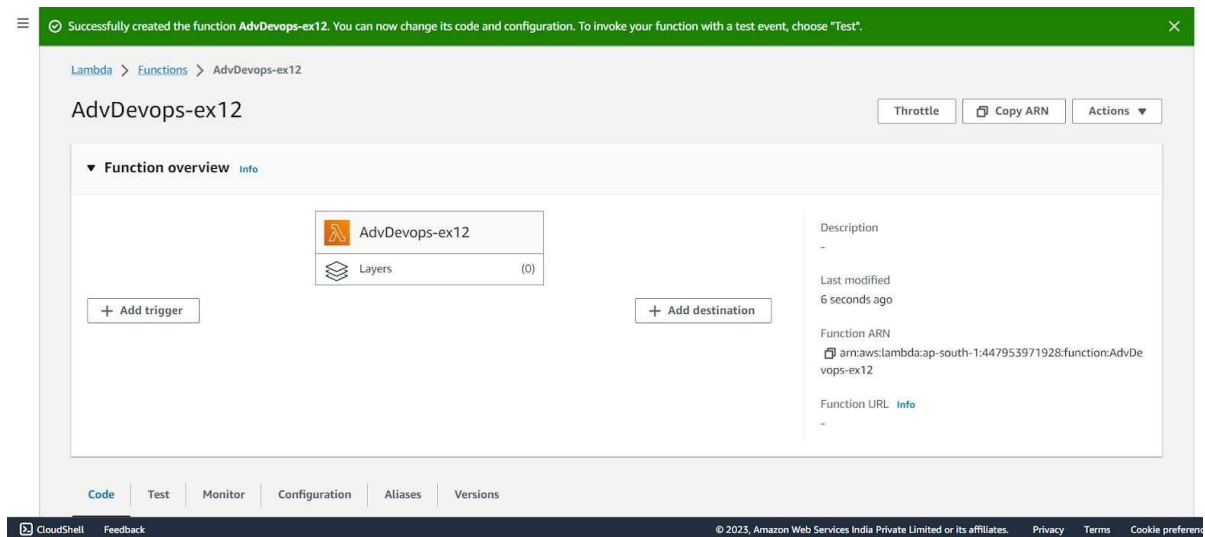 Successfully created the function AdvDevops-ex12. You can now change its code and configuration. To invoke your function with a test event, choose "Test".
Lambda > Functions > AdvDevops-ex12
AdvDevops-ex12
Throttle
Copy ARN
Actions
Function overview Info
AdvDevops-ex12
Layers (0)
+ Add trigger
+ Add destination
Description
-
Last modified
6 seconds ago
Function ARN
arn:aws:lambda:ap-south-1:447953971928:function:AdvDe
vops-ex12
Function URL Info
-
Code Test Monitor Configuration Aliases Versions
CloudShell Feedback © 2023, Amazon Web Services India Private Limited or its affiliates. Privacy Terms Cookie preferenc